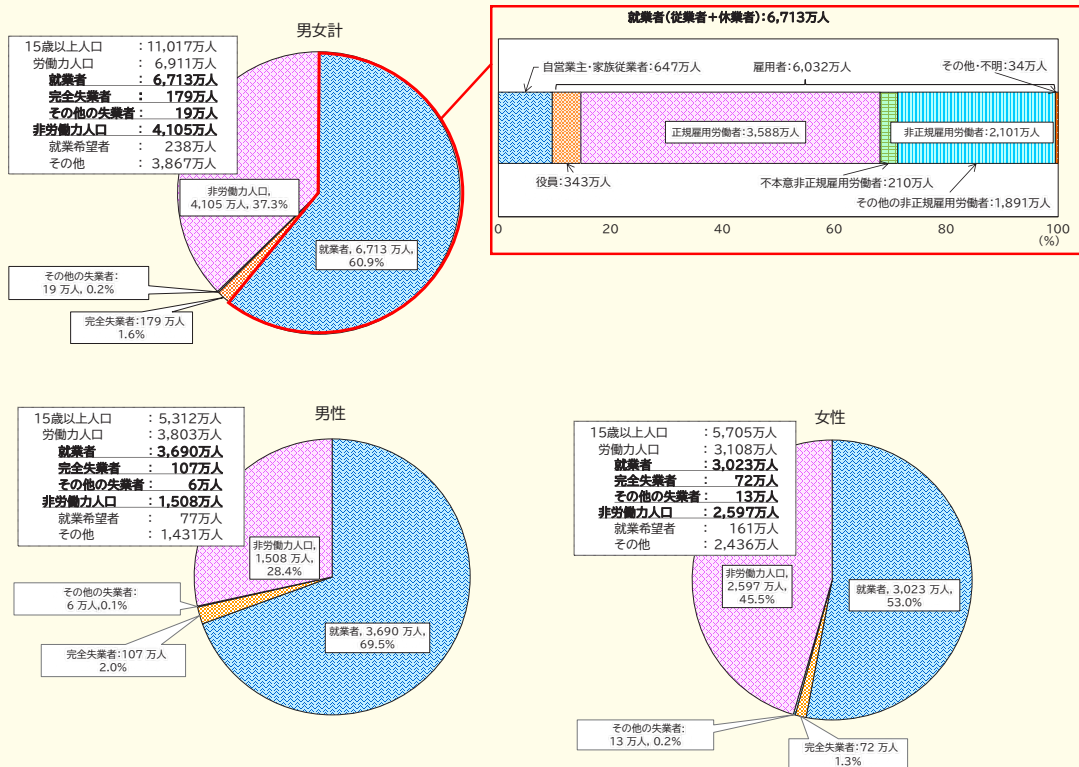 男女計
15歳以上人口 : 11,017万人
労働力人口 : 6,911万人
就業者 : 6,713万人
完全失業者 : 179万人
その他の失業者 : 19万人
非労働力人口 : 4,105万人
就業希望者 : 238万人
その他 : 3,867万人
非労働力人口,
4,105 万人, 37.3%
就業者, 6,713 万人,
60.9%
その他の失業者:
19 万人, 0.2%
完全失業者:179 万人
1.6%
就業者(従業者+休業者):6,713万人
自営業主・家族従業者:647万人
雇用者:6,032万人
その他・不明:34万人
正規雇用労働者:3,588万人
非正規雇用労働者:2,101万人
役員:343万人
不本意非正規雇用労働者:210万人
その他の非正規雇用労働者:1,891万人
0 20 40 60 80 100
(%)
男性
15歳以上人口 : 5,312万人
労働力人口 : 3,803万人
就業者 : 3,690万人
完全失業者 : 107万人
その他の失業者 : 6万人
非労働力人口 : 1,508万人
就業希望者 : 77万人
その他 : 1,431万人
非労働力人口,
1,508 万人,
28.4%
その他の失業者:
6 万人,0.1%
就業者, 3,690 万人,
69.5%
完全失業者:107 万人
2.0%
女性
15歳以上人口 : 5,705万人
労働力人口 : 3,108万人
就業者 : 3,023万人
完全失業者 : 72万人
その他の失業者 : 13万人
非労働力人口 : 2,597万人
就業希望者 : 161万人
その他 : 2,436万人
非労働力人口,
2,597 万人,
45.5%
就業者, 3,023 万人,
53.0%
その他の失業者:
13 万人, 0.2%
完全失業者:72 万人
1.3%